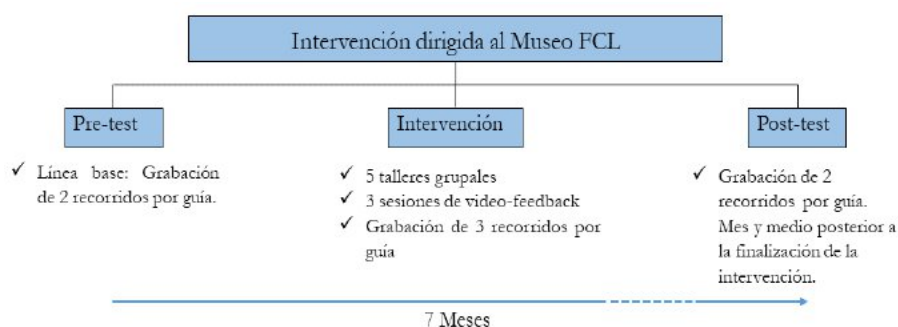 Intervención dirigida al Museo FCL
Pre-test
✓ Línea base: Grabación
de 2 recorridos por guía.
Intervención
✓ 5 talleres grupales
✓ 3 sesiones de video-feedback
✓ Grabación de 3 recorridos por
guía
Post-test
✓ Grabación de 2
recorridos por guía.
Mes y medio posterior a
la finalización de la
intervención.
7 Meses